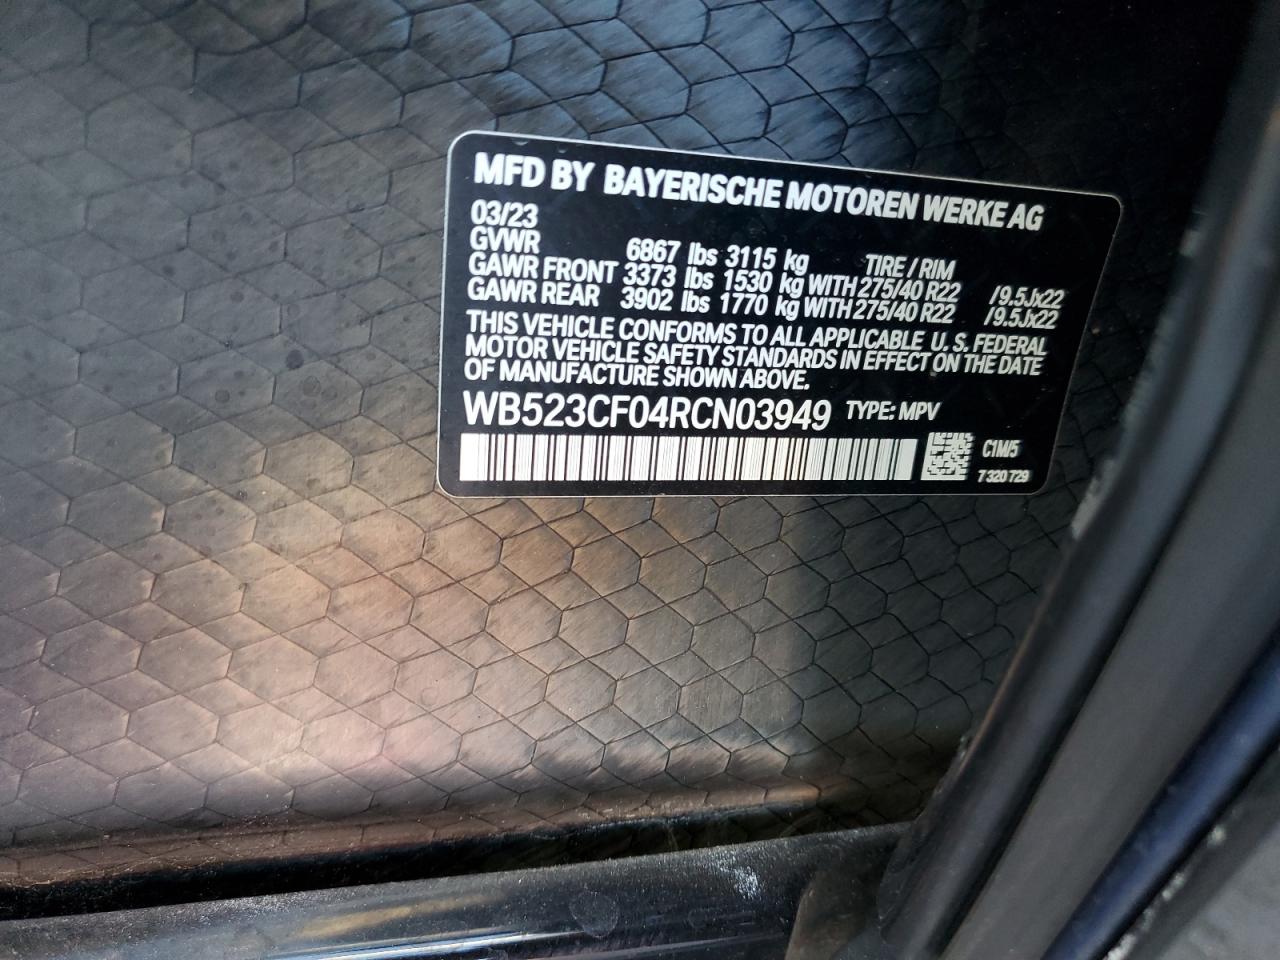 MFD BY BAYERISCHE MOTOREN WERKE AG
03/23
GVWR 6867 lbs 3115 kg TIRE / RIM
GAWR FRONT 3373 lbs 1530 kg WITH 275/40 R22 /9.5Jx22
GAWR REAR 3902 lbs 1770 kg WITH 275/40 R22 /9.5Jx22
THIS VEHICLE CONFORMS TO ALL APPLICABLE U. S. FEDERAL
MOTOR VEHICLE SAFETY STANDARDS IN EFFECT ON THE DATE
OF MANUFACTURE SHOWN ABOVE.
WB523CF04RCN03949 TYPE: MPV
C1M/5
7 320 729